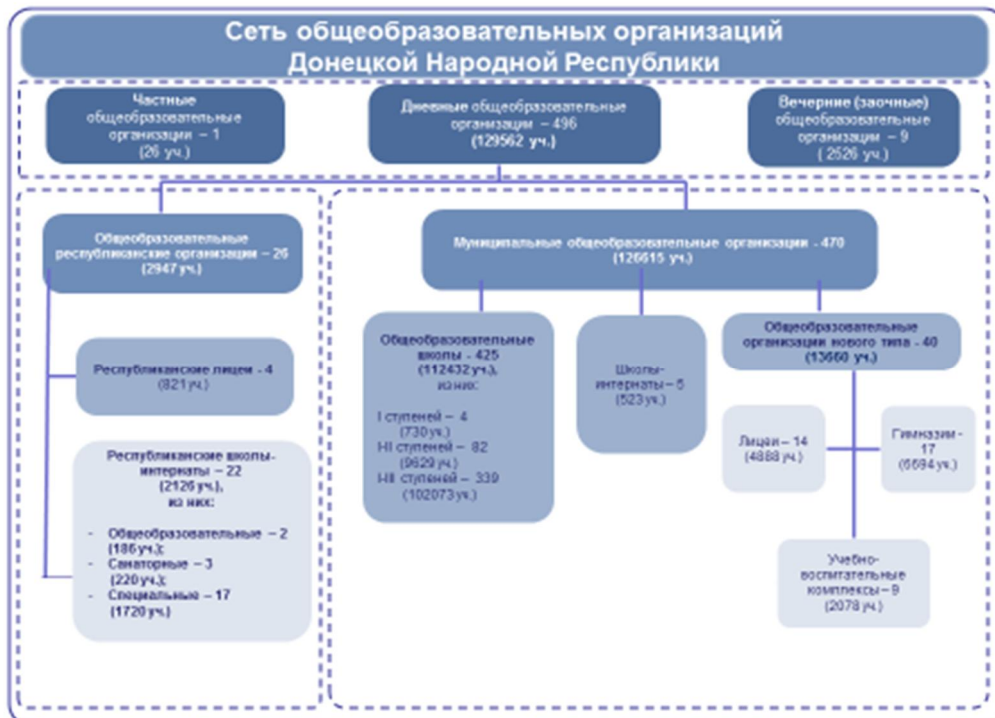 Сеть общеобразовательных организаций
Донецкой Народной Республики
Частные
общеобразовательные
организации – 1
(26 уч.)
Дневные общеобразовательные
организации – 496
(129562 уч.)
Вечерние (заочные)
общеобразовательные
организации – 9
( 2526 уч.)
Общеобразовательные
республиканские организации – 26
(2947 уч.)
Республиканские лицеи - 4
(821 уч.)
Республиканские школы-
интернаты – 22
(2126 уч.),
из них:
- Общеобразовательные – 2
(186 уч.);
- Санаторные – 3
(220 уч.);
- Специальные – 17
(1720 уч.)
Муниципальные общеобразовательные организации - 470
(126615 уч.)
Общеобразовательные
школы - 425
(112432 уч.),
из них:
I ступеней – 4
(730 уч.)
I-II ступеней – 82
(9629 уч.)
I-III ступеней – 339
(102073 уч.)
Школы-
интернаты – 5
(523 уч.)
Общеобразовательные
организации нового типа - 40
(13660 уч.)
Лицеи – 14
(4888 уч.)
Гимназии -
17
(6694 уч.)
Учебно-
воспитательные
комплексы – 9
(2078 уч.)